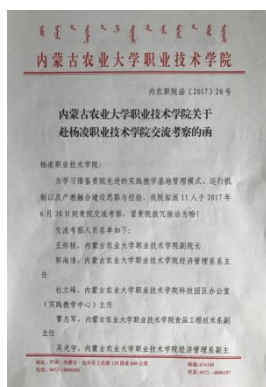 内蒙古农业大学职业技术学院
内农职院函〔2017〕20号
内蒙古农业大学职业技术学院关于
赴杨凌职业技术学院交流考察的函
杨凌职业技术学院：
为学习借鉴贵院先进的实践教学基地管理模式、运行机
制以及产教融合建设思路与经验，我院拟派11人于2017年
6月30日到贵院交流考察，望贵院拨冗接洽为盼！
交流考察人员名单如下：
王怀栋，内蒙古农业大学职业技术学院副院长
郭海清，内蒙古农业大学职业技术学院经济管理系系主
任
杜立峰，内蒙古农业大学职业技术学院科技园区办公室
（实践教学中心）主任
曹志军，内蒙古农业大学职业技术学院食品工程技术系副
主任
吴光宇，内蒙古农业大学职业技术学院经济管理系副主